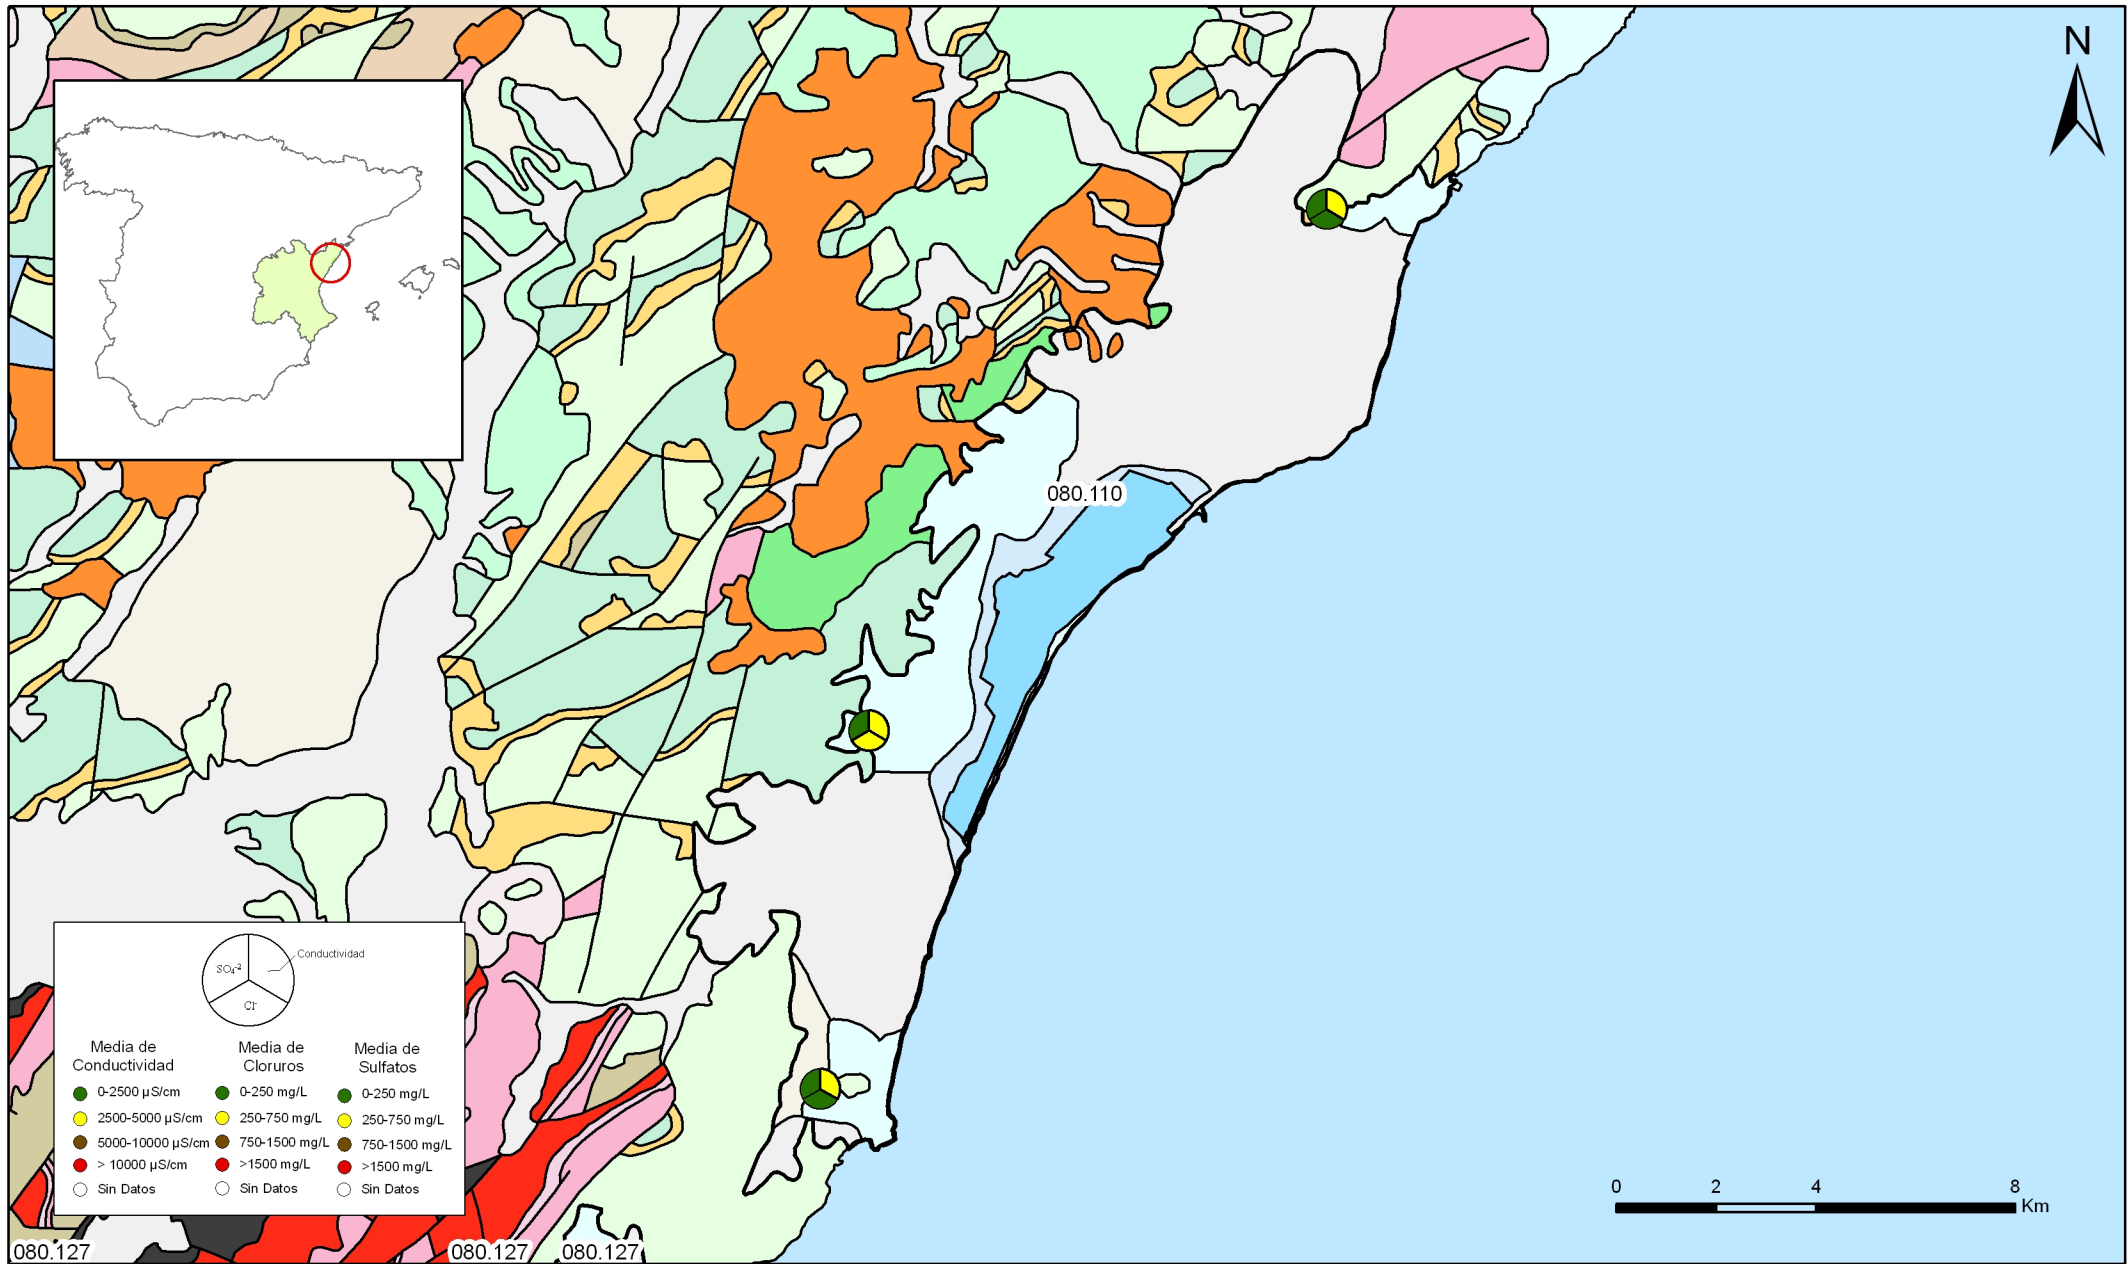 N
080.110
SO₄⁻²
Conductividad
Cl⁻
Media de
Conductividad
0-2500 µS/cm
2500-5000 µS/cm
5000-10000 µS/cm
> 10000 µS/cm
Sin Datos
Media de
Cloruros
0-250 mg/L
250-750 mg/L
750-1500 mg/L
>1500 mg/L
Sin Datos
Media de
Sulfatos
0-250 mg/L
250-750 mg/L
750-1500 mg/L
>1500 mg/L
Sin Datos
0 2 4 8
Km
080.127
080.127
080.127